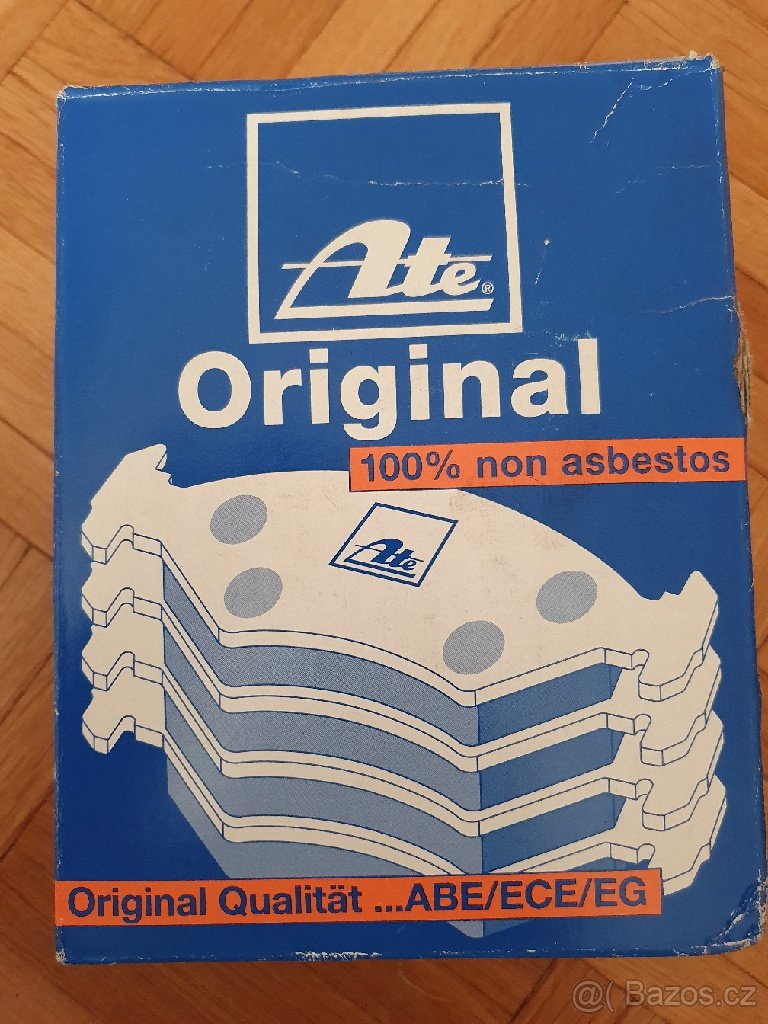 Ate®
Original
100% non asbestos
Ate
Original Qualität ...ABE/ECE/EG
@( Bazos.cz